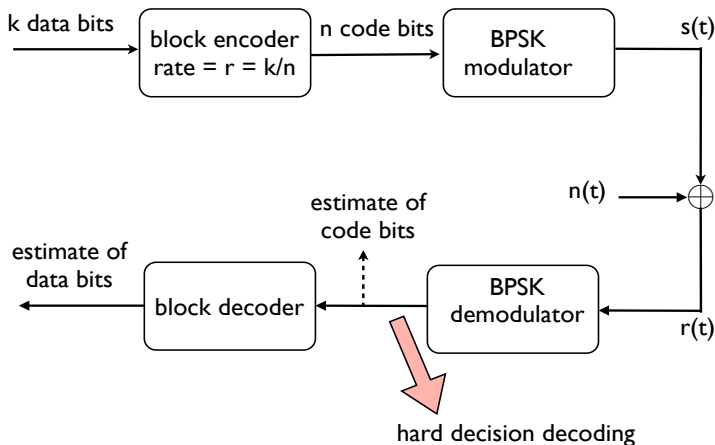 k data bits
block encoder
rate = r = k/n
n code bits
BPSK
modulator
s(t)
n(t)
estimate of
code bits
estimate of
data bits
block decoder
BPSK
demodulator
r(t)
hard decision decoding